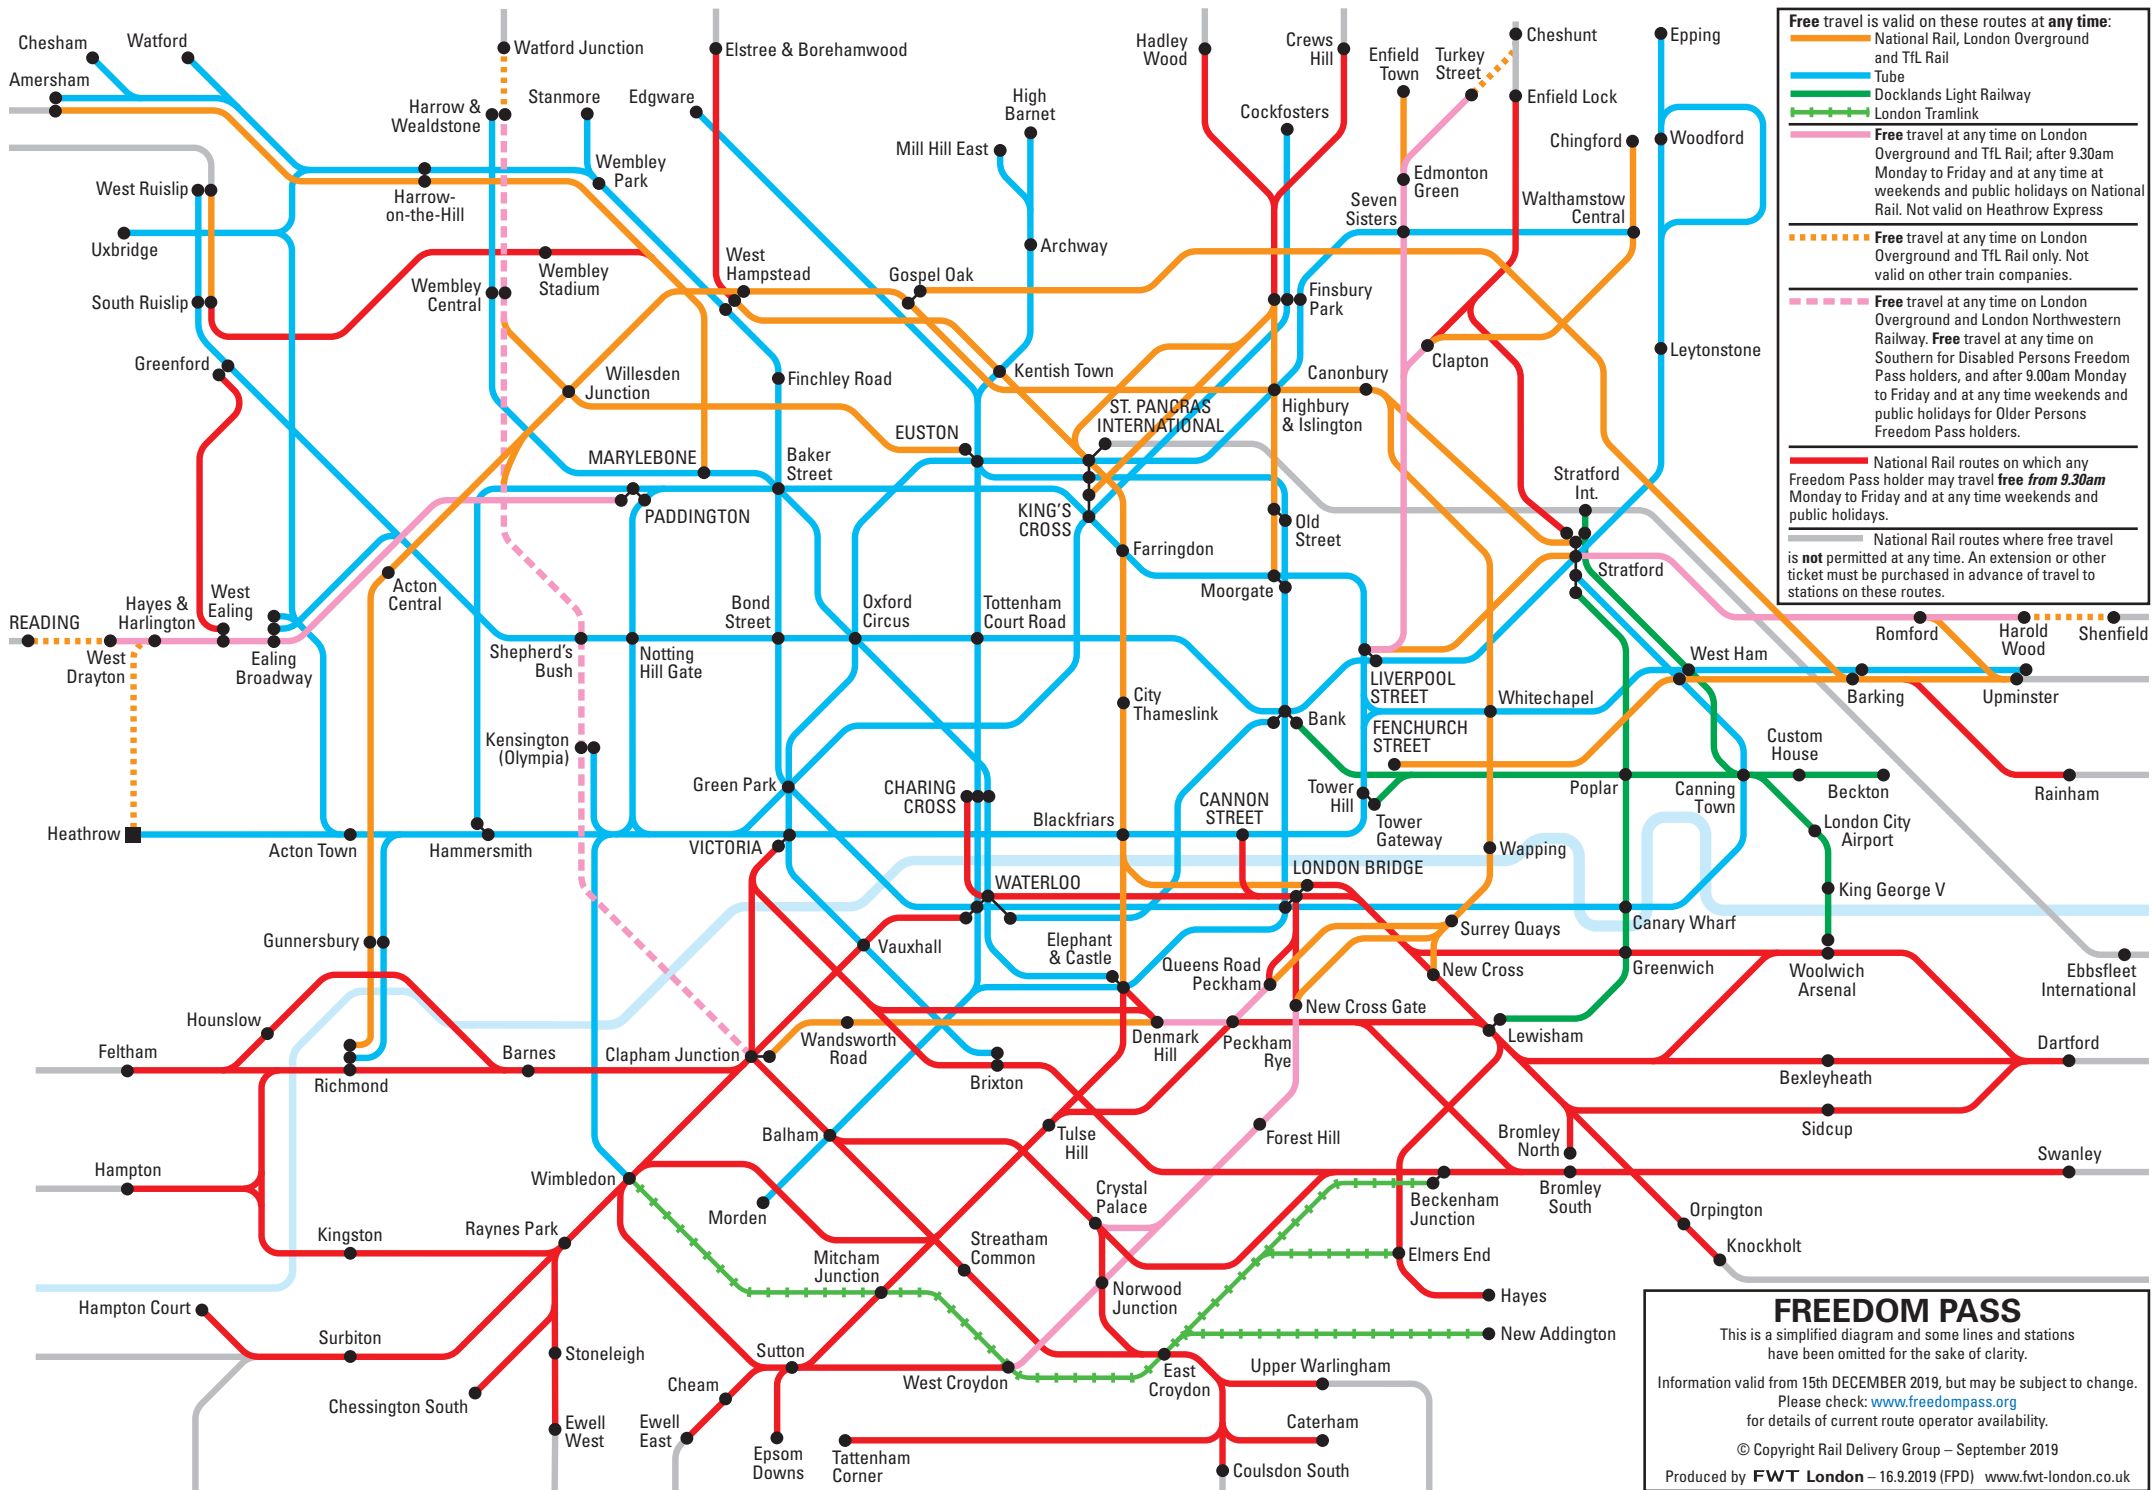 Chesham
Watford
Amersham
Watford Junction
Elstree & Borehamwood
Hadley
Wood
Crews
Hill
Enfield
Town
Turkey
Street
Cheshunt
Epping
Harrow &
Wealdstone
Stanmore
Edgware
High
Barnet
Cockfosters
Enfield Lock
Mill Hill East
Chingford
Woodford
West Ruislip
Harrow-
on-the-Hill
Wembley
Park
Edmonton
Green
Seven
Sisters
Walthamstow
Central
Uxbridge
Archway
West
Hampstead
Gospel Oak
Wembley
Stadium
Wembley
Central
South Ruislip
Finsbury
Park
Greenford
Willesden
Junction
Finchley Road
Kentish Town
Canonbury
Clapton
Leytonstone
ST. PANCRAS
INTERNATIONAL
Highbury
& Islington
EUSTON
MARYLEBONE
Baker
Street
Stratford
Int.
PADDINGTON
KING'S
CROSS
Old
Street
Farringdon
Moorgate
Stratford
Acton
Central
READING
Hayes &
Harlington
West
Ealing
West
Drayton
Ealing
Broadway
Shepherd's
Bush
Notting
Hill Gate
Bond
Street
Oxford
Circus
Tottenham
Court Road
Romford
Harold
Wood
Shenfield
West Ham
LIVERPOOL
STREET
Whitechapel
Barking
Upminster
City
Thameslink
Bank
FENCHURCH
STREET
Kensington
(Olympia)
Custom
House
Green Park
CHARING
CROSS
CANNON
STREET
Tower
Hill
Tower
Gateway
Poplar
Canning
Town
Beckton
Rainham
Heathrow
Acton Town
Hammersmith
VICTORIA
Blackfriars
Wapping
London City
Airport
LONDON BRIDGE
WATERLOO
King George V
Gunnersbury
Vauxhall
Elephant
& Castle
Surrey Quays
Canary Wharf
Queens Road
Peckham
New Cross
Greenwich
Woolwich
Arsenal
Ebbsfleet
International
Hounslow
New Cross Gate
Feltham
Richmond
Barnes
Clapham Junction
Wandsworth
Road
Brixton
Denmark
Hill
Peckham
Rye
Lewisham
Bexleyheath
Dartford
Balham
Tulse
Hill
Forest Hill
Bromley
North
Sidcup
Hampton
Wimbledon
Morden
Crystal
Palace
Beckenham
Junction
Bromley
South
Swanley
Kingston
Raynes Park
Mitcham
Junction
Streatham
Common
Elmers End
Orpington
Knockholt
Hampton Court
Norwood
Junction
Hayes
Surbiton
Stoneleigh
Sutton
West Croydon
East
Croydon
New Addington
Upper Warlingham
Chessington South
Cheam
Ewell
West
Ewell
East
Epsom
Downs
Tattenham
Corner
Caterham
Coulsdon South
Free travel is valid on these routes at any time:
National Rail, London Overground
and TfL Rail
Tube
Docklands Light Railway
London Tramlink
Free travel at any time on London
Overground and TfL Rail; after 9.30am
Monday to Friday and at any time at
weekends and public holidays on National
Rail. Not valid on Heathrow Express
Free travel at any time on London
Overground and TfL Rail only. Not
valid on other train companies.
Free travel at any time on London
Overground and London Northwestern
Railway. Free travel at any time on
Southern for Disabled Persons Freedom
Pass holders, and after 9.00am Monday
to Friday and at any time weekends and
public holidays for Older Persons
Freedom Pass holders.
National Rail routes on which any
Freedom Pass holder may travel free from 9.30am
Monday to Friday and at any time weekends and
public holidays.
National Rail routes where free travel
is not permitted at any time. An extension or other
ticket must be purchased in advance of travel to
stations on these routes.
FREEDOM PASS
This is a simplified diagram and some lines and stations
have been omitted for the sake of clarity.
Information valid from 15th DECEMBER 2019, but may be subject to change.
Please check: www.freedompass.org
for details of current route operator availability.
© Copyright Rail Delivery Group – September 2019
Produced by FWT London – 16.9.2019 (FPD) www.fwt-london.co.uk